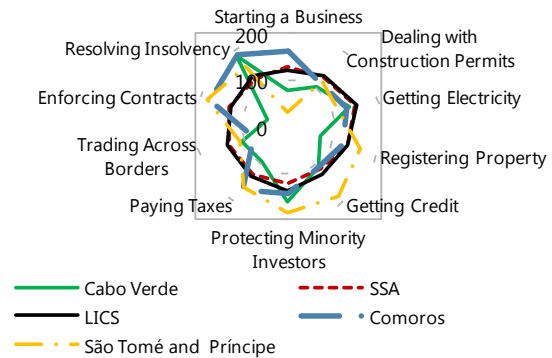 Starting a Business
200
Dealing with
Construction Permits
Resolving Insolvency
100
Enforcing Contracts
Getting Electricity
0
Trading Across
Borders
Registering Property
Paying Taxes
Getting Credit
Protecting Minority
Investors
Cabo Verde
SSA
LICS
Comoros
São Tomé and Príncipe